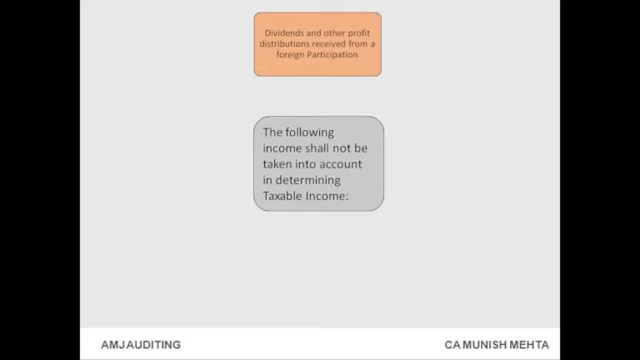 Dividends and other profit
distributions received from a
foreign Participation
The following
income shall not be
taken into account
in determining
Taxable Income:
AMJ AUDITING
CA MUNISH MEHTA